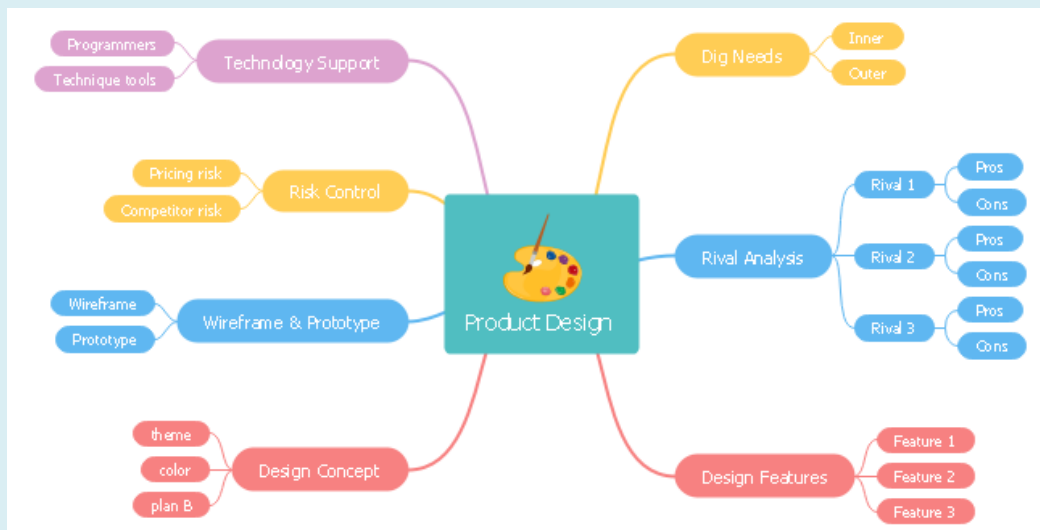 Product Design
Technology Support
Programmers
Technique tools
Risk Control
Pricing risk
Competitor risk
Wireframe & Prototype
Wireframe
Prototype
Design Concept
theme
color
plan B
Dig Needs
Inner
Outer
Rival Analysis
Rival 1
Pros
Cons
Rival 2
Pros
Cons
Rival 3
Pros
Cons
Design Features
Feature 1
Feature 2
Feature 3